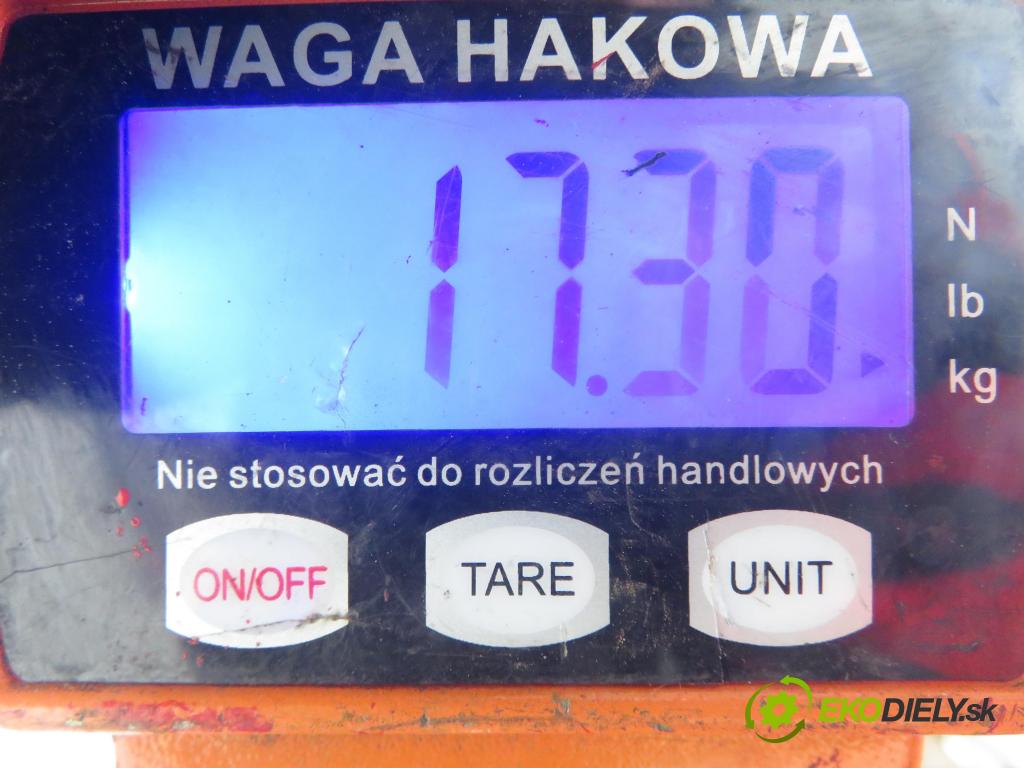 WAGA HAKOWA
17.30
N
lb
kg
Nie stosować do rozliczeń handlowych
ON/OFF TARE UNIT
EKODIELY.sk